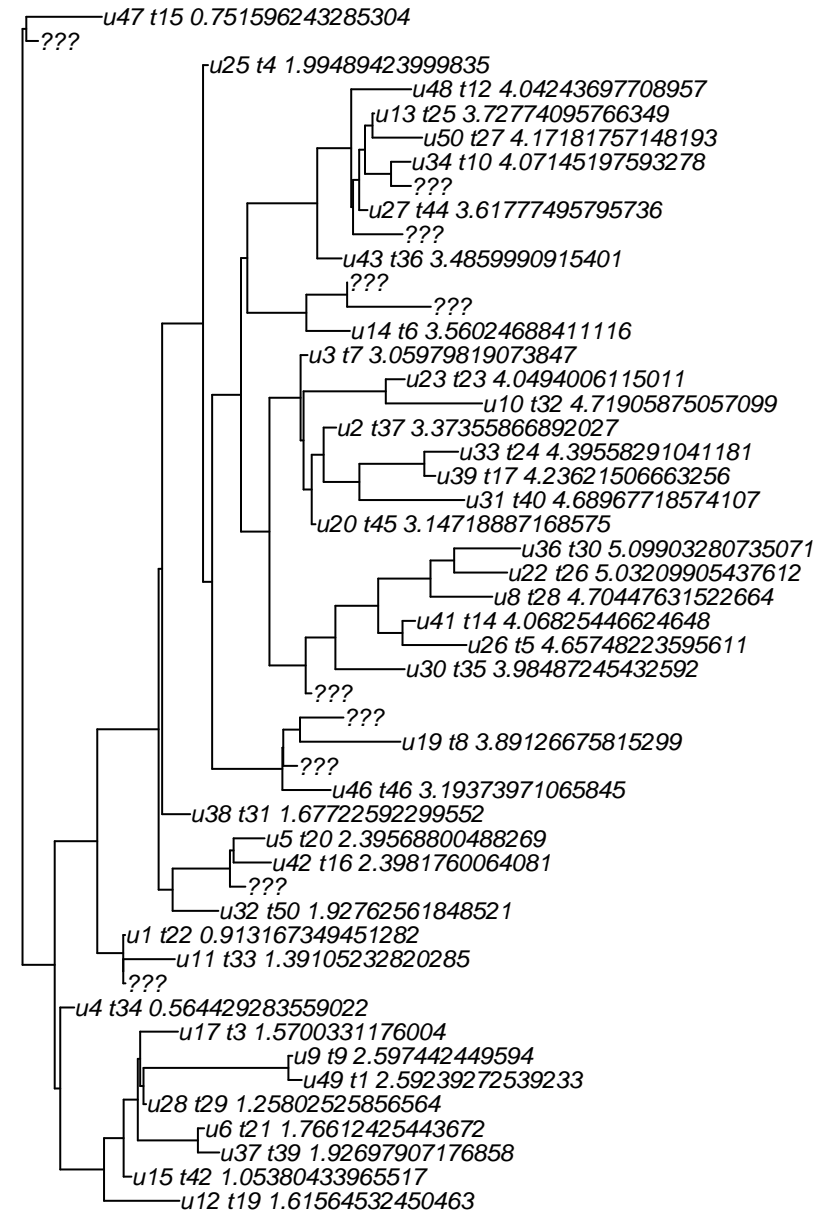 u47 t15 0.751596243285304
???
u25 t4 1.99489423999835
u48 t12 4.04243697708957
u13 t25 3.72774095766349
u50 t27 4.17181757148193
u34 t10 4.07145197593278
???
u27 t44 3.61777495795736
???
u43 t36 3.4859990915401
???
???
u14 t6 3.56024688411116
u3 t7 3.05979819073847
u23 t23 4.0494006115011
u10 t32 4.71905875057099
u2 t37 3.37355866892027
u33 t24 4.39558291041181
u39 t17 4.23621506663256
u31 t40 4.68967718574107
u20 t45 3.14718887168575
u36 t30 5.09903280735071
u22 t26 5.03209905437612
u8 t28 4.70447631522664
u41 t14 4.06825446624648
u26 t5 4.65748223595611
u30 t35 3.98487245432592
???
???
u19 t8 3.89126675815299
???
u46 t46 3.19373971065845
u38 t31 1.67722592299552
u5 t20 2.39568800488269
u42 t16 2.3981760064081
???
u32 t50 1.92762561848521
u1 t22 0.913167349451282
u11 t33 1.39105232820285
???
u4 t34 0.564429283559022
u17 t3 1.5700331176004
u9 t9 2.597442449594
u49 t1 2.59239272539233
u28 t29 1.25802525856564
u6 t21 1.76612425443672
u37 t39 1.92697907176858
u15 t42 1.05380433965517
u12 t19 1.61564532450463